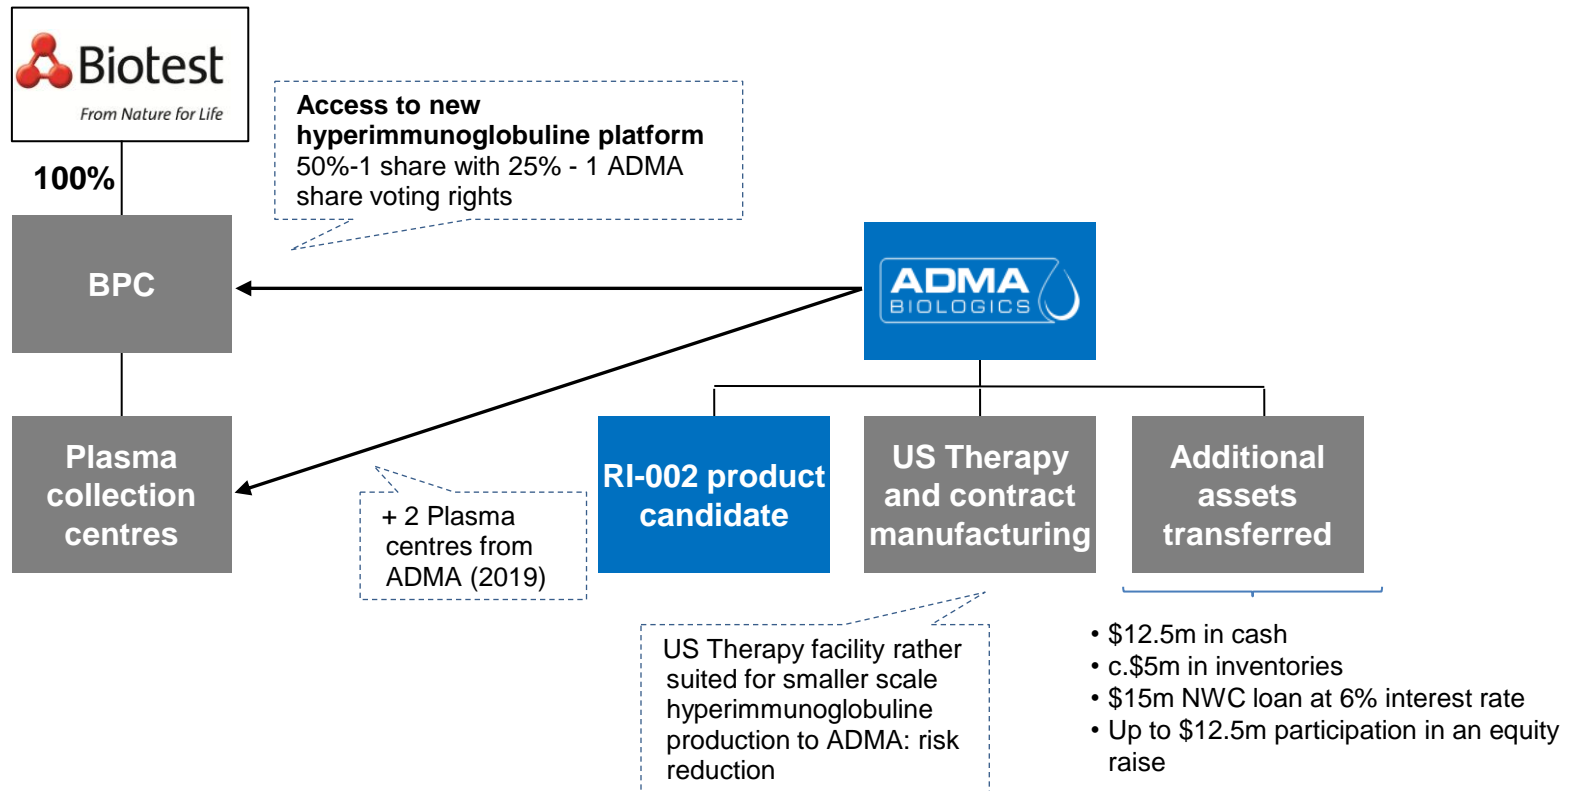 Biotest
From Nature for Life
100%
Access to new
hyperimmunoglobuline platform
50%-1 share with 25% - 1 ADMA
share voting rights
BPC
ADMA
BIOLOGICS
Plasma
collection
centres
+ 2 Plasma
centres from
ADMA (2019)
RI-002 product
candidate
US Therapy
and contract
manufacturing
Additional
assets
transferred
US Therapy facility rather
suited for smaller scale
hyperimmunoglobuline
production to ADMA: risk
reduction
• $12.5m in cash
• c.$5m in inventories
• $15m NWC loan at 6% interest rate
• Up to $12.5m participation in an equity
raise